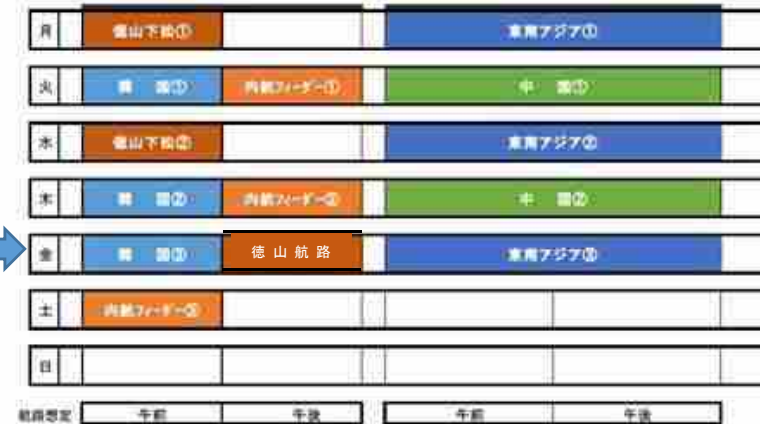 月 徳山下松① 東南アジア①
火 韓 国① 内航フィーダー① 中 国①
水 徳山下松② 東南アジア②
木 韓 国② 内航フィーダー② 中 国②
金 韓 国③ 徳山航路 東南アジア③
土 内航フィーダー③
日
航路想定 午前 午後 午前 午後